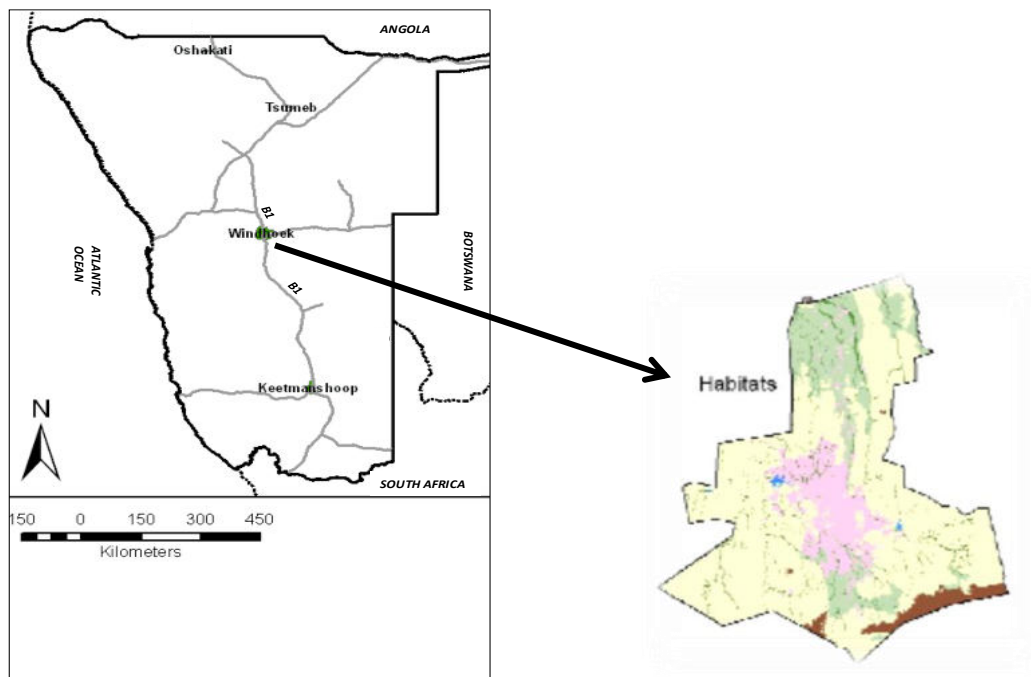 ANGOLA
Oshakati
Tsumeb
B1
Windhoek
ATLANTIC
OCEAN
BOTSWANA
B1
Keetmanshoop
N
SOUTH AFRICA
150 0 150 300 450
Kilometers
Habitats